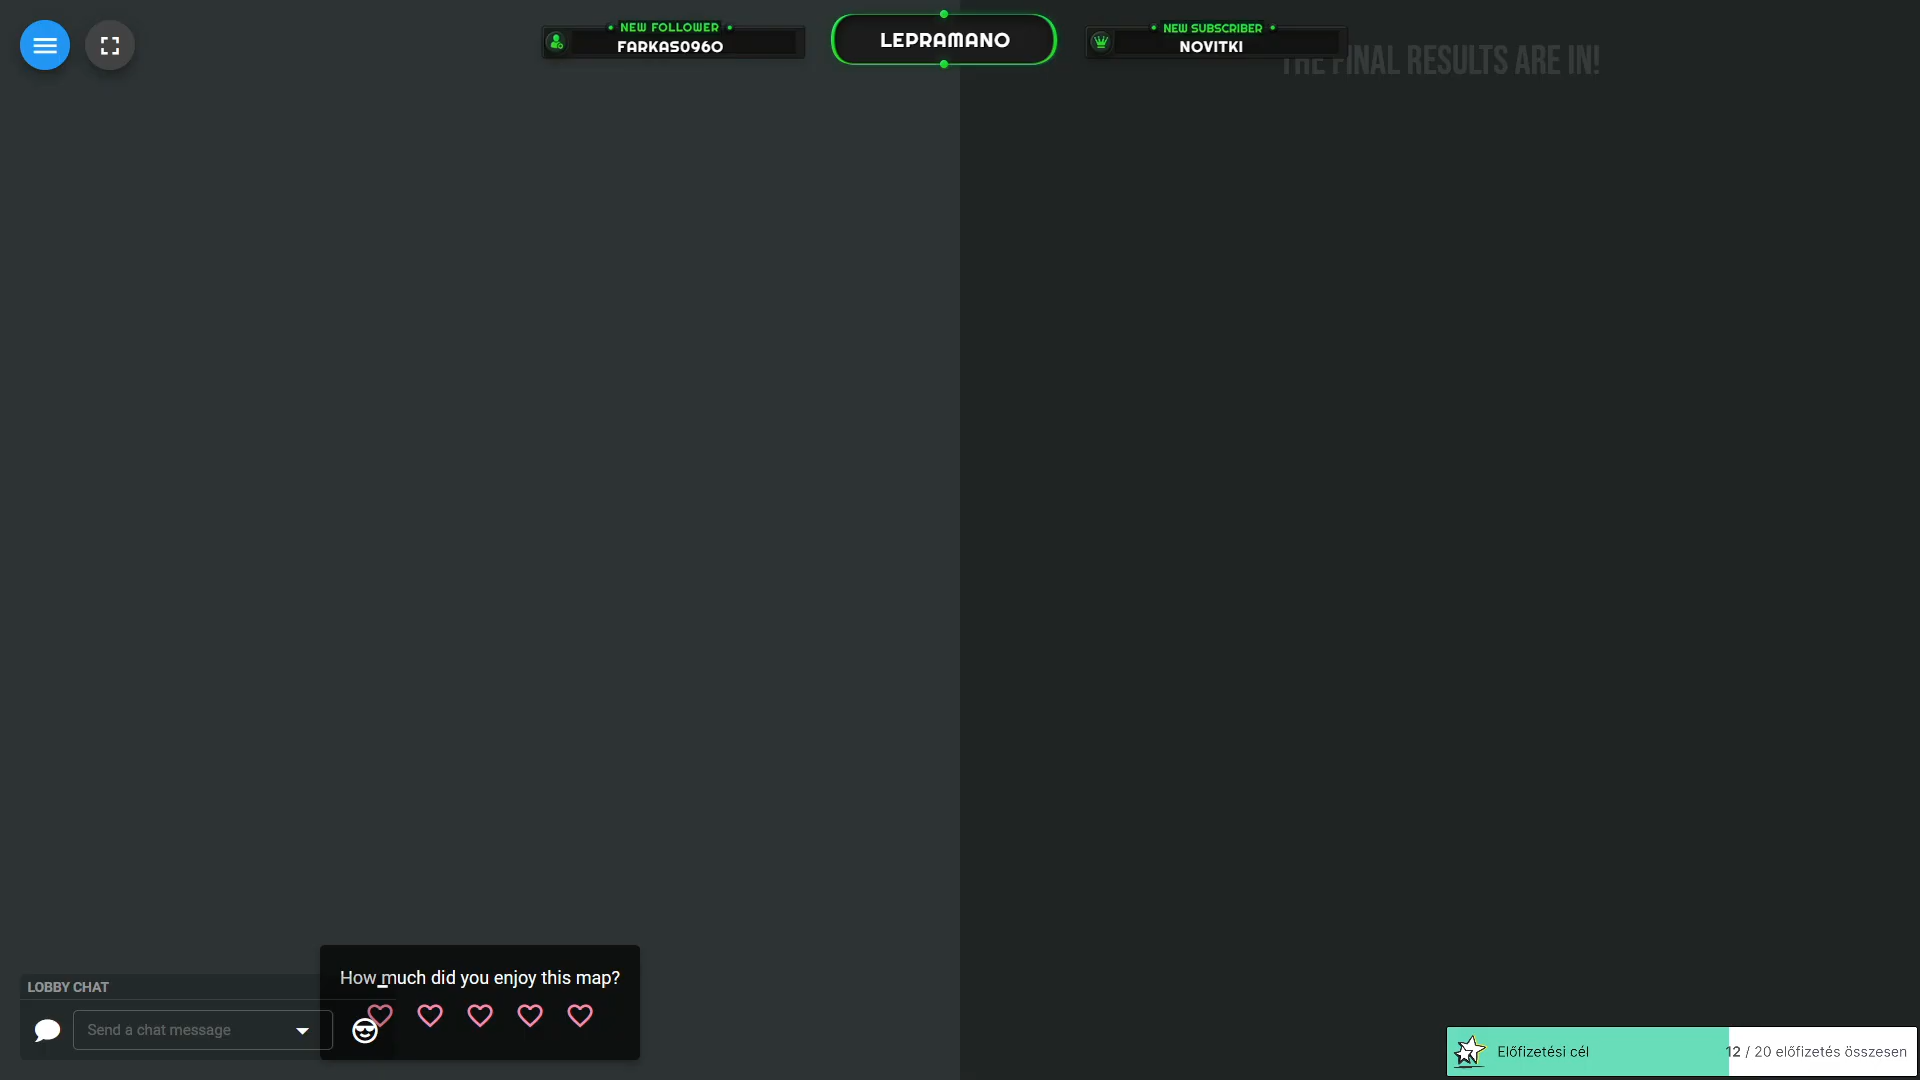 NEW FOLLOWER
FARKAS0960
LEPRAMANO
NEW SUBSCRIBER
NOVITKI
THE FINAL RESULTS ARE IN!
How much did you enjoy this map?
LOBBY CHAT
Send a chat message
Előfizetési cél
12 / 20 előfizetés összesen